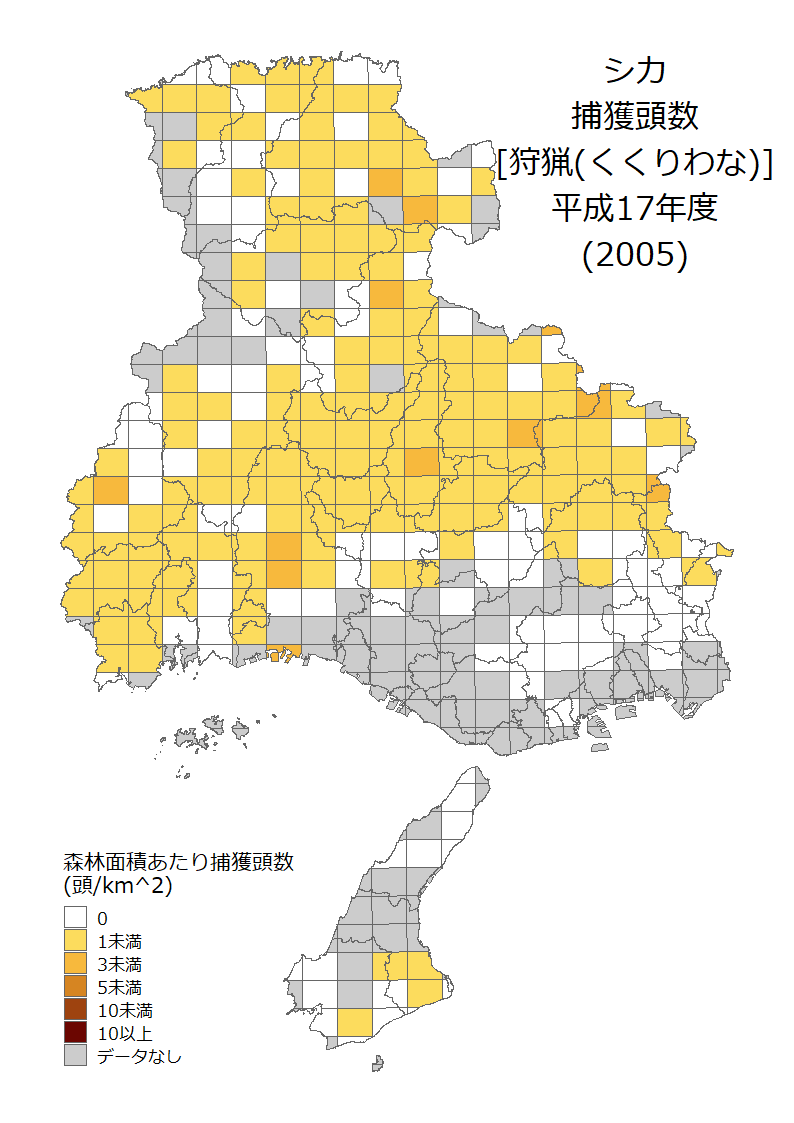 シカ
捕獲頭数
[狩猟(くくりわな)]
平成17年度
(2005)
森林面積あたり捕獲頭数
(頭/km^2)
0
1未満
3未満
5未満
10未満
10以上
データなし